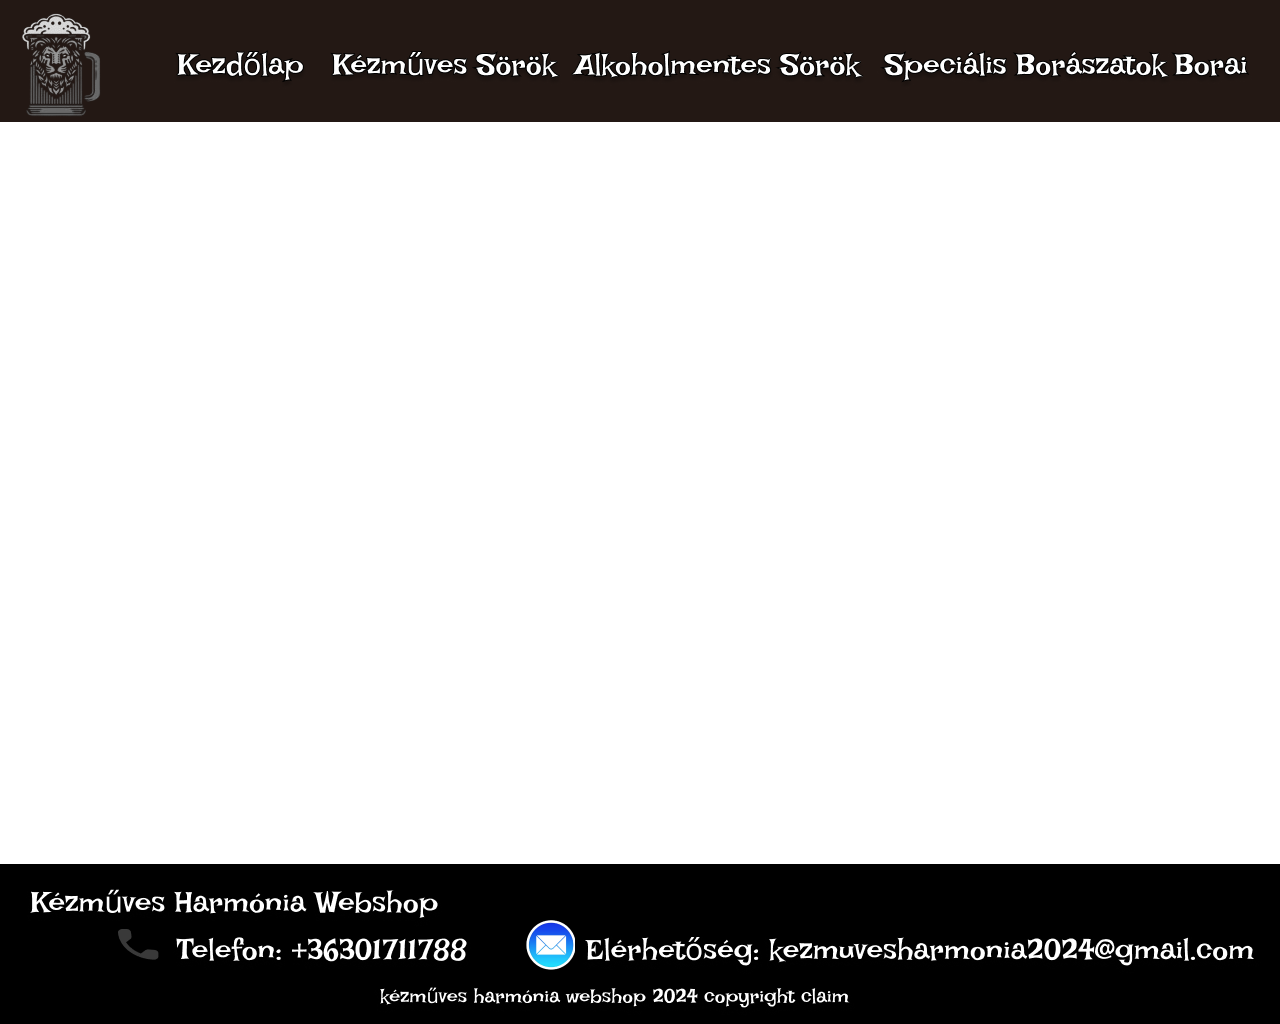 Kezdőlap Kézműves Sörök Alkoholmentes Sörök Speciális Borászatok Borai
Kézműves Harmónia Webshop
Telefon: +36301711788 Elérhetőség: kezmuvesharmonia2024@gmail.com
kézműves harmónia webshop 2024 copyright claim